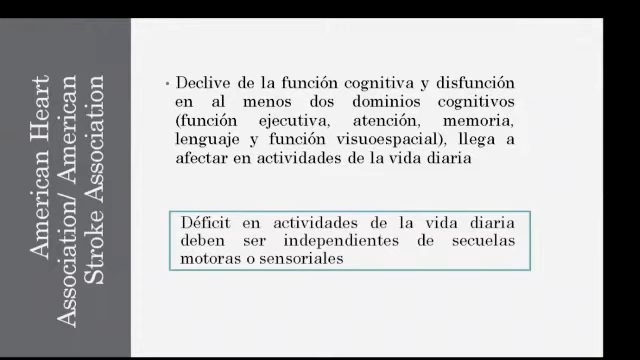 American Heart
Association/ American
Stroke Association
• Declive de la función cognitiva y disfunción
en al menos dos dominios cognitivos
(función ejecutiva, atención, memoria,
lenguaje y función visuoespacial), llega a
afectar en actividades de la vida diaria
Déficit en actividades de la vida diaria
deben ser independientes de secuelas
motoras o sensoriales